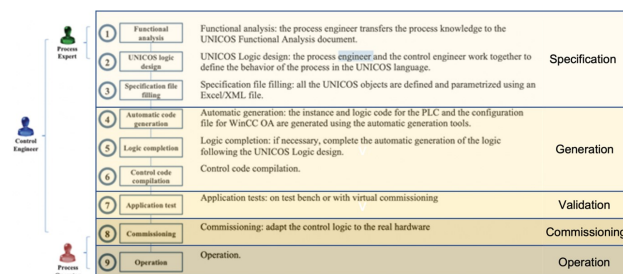 1
Functional
analysis
Functional analysis: the process engineer transfers the process knowledge to the
UNICOS Functional Analysis document.
Process
Expert
2
UNICOS logic
design
UNICOS Logic design: the process engineer and the control engineer work together to
define the behavior of the process in the UNICOS language.
Specification
3
Specification file
filling
Specification file filling: all the UNICOS objects are defined and parametrized using an
Excel/XML file.
4
Automatic code
generation
Automatic generation: the instance and logic code for the PLC and the configuration
file for WinCC OA are generated using the automatic generation tools.
Control
Engineer
5
Logic completion
Logic completion: if necessary, complete the automatic generation of the logic
following the UNICOS Logic design.
Generation
6
Control code
compilation
Control code compilation.
7
Application test
Application tests: on test bench or with virtual commissioning
Validation
8
Commissioning
Commissioning: adapt the control logic to the real hardware
Commissioning
9
Operation
Operation.
Operation
Process